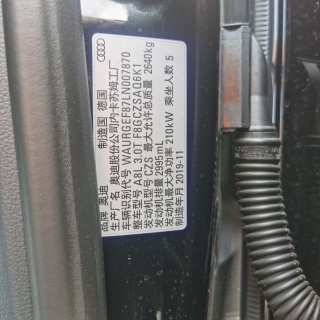 品牌 奥迪 制造国 德国
生产厂名 奥迪股份公司内卡苏姆工厂
车辆识别代号 WAURGEF87LN007870
整车型号 A8L 3.0T F8GCZSAQ6K1
发动机型号 CZS 最大允许总质量 2640kg
发动机排量 2995mL
发动机最大净功率 210kW 乘坐人数 5
制造年月 2019-11